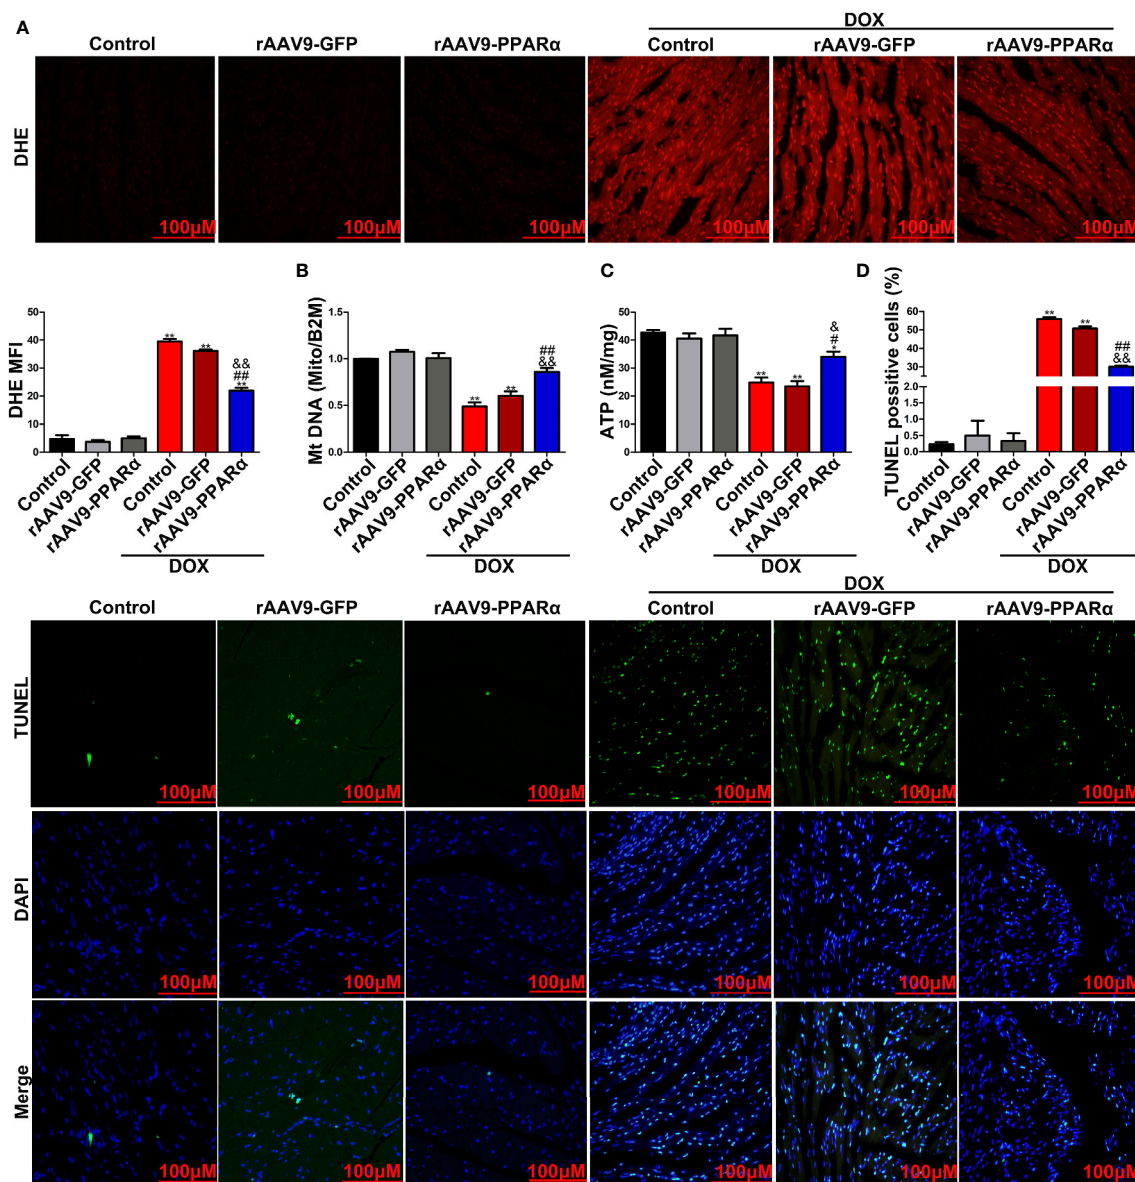 A
DOX
Control rAAV9-GFP rAAV9-PPARα Control rAAV9-GFP rAAV9-PPARα
DHE
100µM 100µM 100µM 100µM 100µM 100µM
B C D
DHE MFI
50
40
30
20
10
0
** ** && ## **
Control rAAV9-GFP rAAV9-PPARα Control rAAV9-GFP rAAV9-PPARα
DOX
Mt DNA (Mito/B2M)
1.5
1.0
0.5
0.0
** ** ## &&
Control rAAV9-GFP rAAV9-PPARα Control rAAV9-GFP rAAV9-PPARα
DOX
ATP (nM/mg)
50
40
30
20
10
0
** ** & # *
Control rAAV9-GFP rAAV9-PPARα Control rAAV9-GFP rAAV9-PPARα
DOX
TUNEL possitive cells (%)
60
50
40
30
2.0
1.5
1.0
0.5
0.0
** ** ## &&
Control rAAV9-GFP rAAV9-PPARα Control rAAV9-GFP rAAV9-PPARα
DOX
DOX
Control rAAV9-GFP rAAV9-PPARα Control rAAV9-GFP rAAV9-PPARα
TUNEL
100µM 100µM 100µM 100µM 100µM 100µM
DAPI
100µM 100µM 100µM 100µM 100µM 100µM
Merge
100µM 100µM 100µM 100µM 100µM 100µM